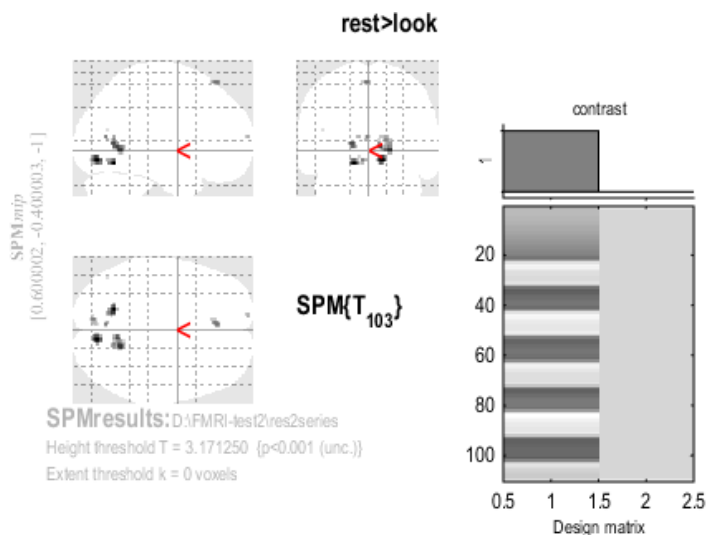 rest>look
SPMmip
[0.600002, -0.400003, -1]
<
<
<
SPM{T103}
SPMresults: D:\FMRI-test2\res2series
Height threshold T = 3.171250 {p<0.001 (unc.)}
Extent threshold k = 0 voxels
contrast
1
20
40
60
80
100
0.5 1 1.5 2 2.5
Design matrix